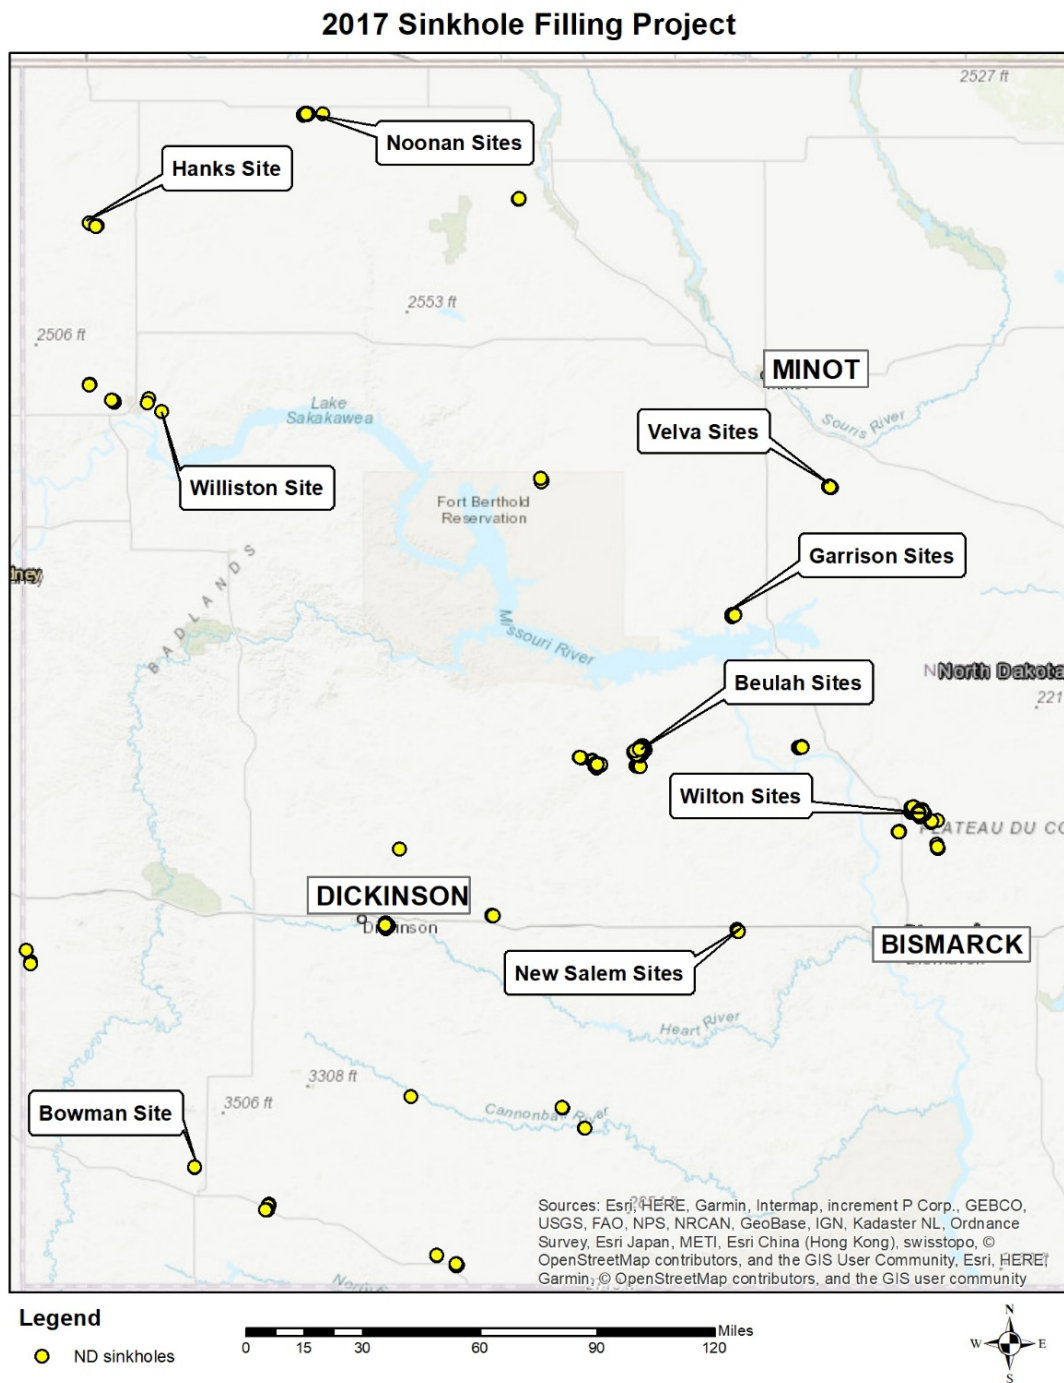 2017 Sinkhole Filling Project
2527 ft
Noonan Sites
Hanks Site
2553 ft
2506 ft
MINOT
Lake
Sakakawea
Souris River
Velva Sites
Williston Site
Fort Berthold
Reservation
Garrison Sites
BADLANDS
Missouri River
North Dakota
221
Beulah Sites
Wilton Sites
PLATEAU DU CO
DICKINSON
Dickinson
BISMARCK
New Salem Sites
Heart River
3308 ft
3506 ft
Bowman Site
Cannonball River
Sources: Esri, HERE, Garmin, Intermap, increment P Corp., GEBCO,
USGS, FAO, NPS, NRCAN, GeoBase, IGN, Kadaster NL, Ordnance
Survey, Esri Japan, METI, Esri China (Hong Kong), swisstopo, ©
OpenStreetMap contributors, and the GIS User Community, Esri, HERE,
Garmin, © OpenStreetMap contributors, and the GIS user community
Legend
ND sinkholes
Miles
0 15 30 60 90 120
N
W E
S